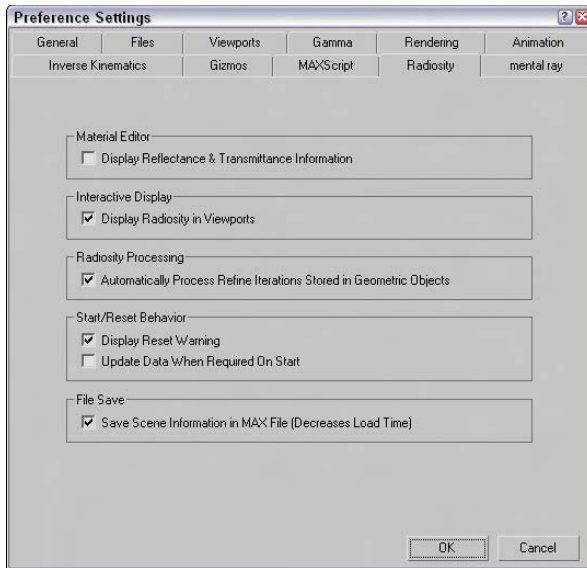 Preference Settings
General Files Viewports Gamma Rendering Animation
Inverse Kinematics Gizmos MAXScript Radiosity mental ray
Material Editor
Display Reflectance & Transmittance Information
Interactive Display
Display Radiosity in Viewports
Radiosity Processing
Automatically Process Refine Iterations Stored in Geometric Objects
Start/Reset Behavior
Display Reset Warning
Update Data When Required On Start
File Save
Save Scene Information in MAX File (Decreases Load Time)
OK Cancel